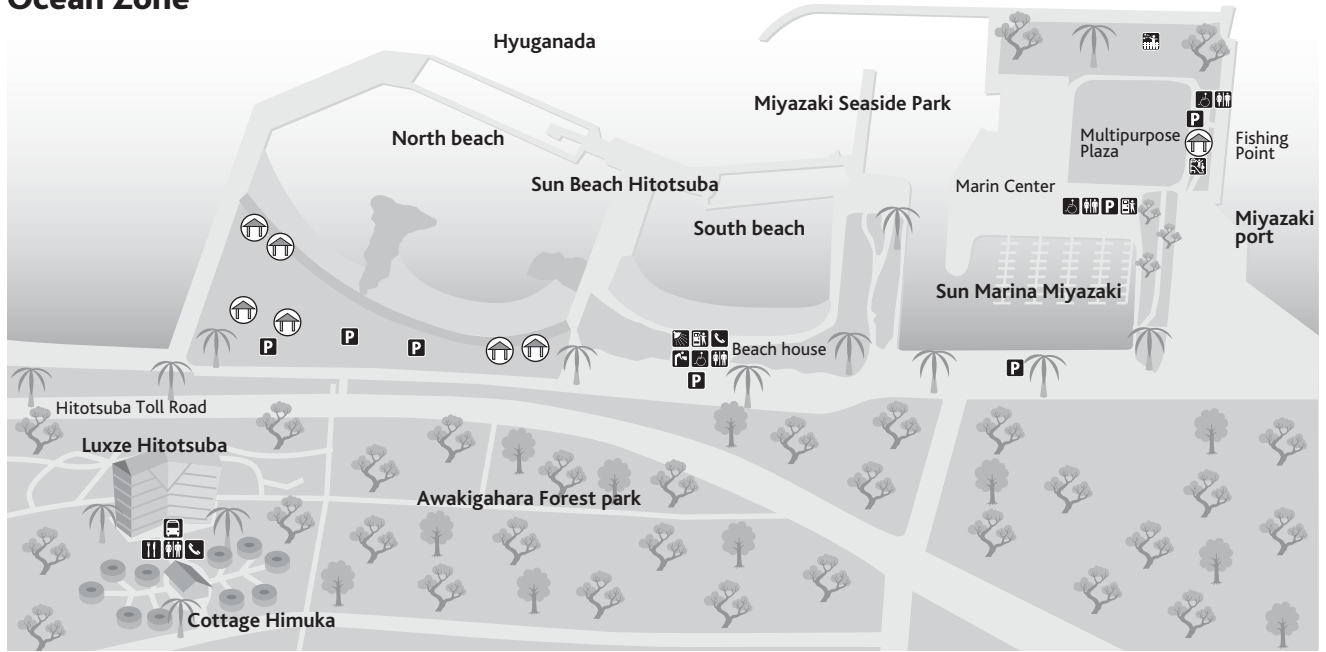 Ocean Zone
Hyuganada
Miyazaki Seaside Park
North beach
Multipurpose
Plaza
P
Fishing
Point
Sun Beach Hitotsuba
Marin Center
P
South beach
Miyazaki
port
Sun Marina Miyazaki
P
P
P
Beach house
P
P
Hitotsuba Toll Road
Luxze Hitotsuba
Awakigahara Forest park
Cottage Himuka